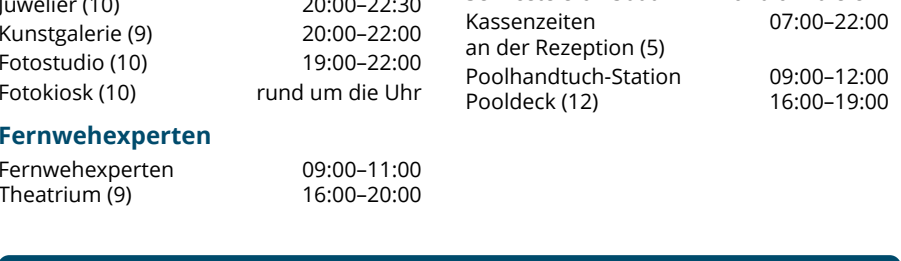 Juwelier (10) 20:00–22:30
Kunstgalerie (9) 20:00–22:00
Fotostudio (10) 19:00–22:00
Fotokiosk (10) rund um die Uhr
Fernwehexperten
Fernwehexperten 09:00–11:00
Theatrium (9) 16:00–20:00
Kassenzeiten 07:00–22:00
an der Rezeption (5)
Poolhandtuch-Station 09:00–12:00
Pooldeck (12) 16:00–19:00